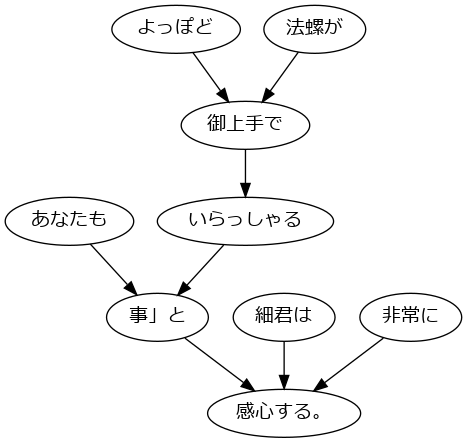 よっぽど
法螺が
御上手で
あなたも
いらっしゃる
事」と
細君は
非常に
感心する。